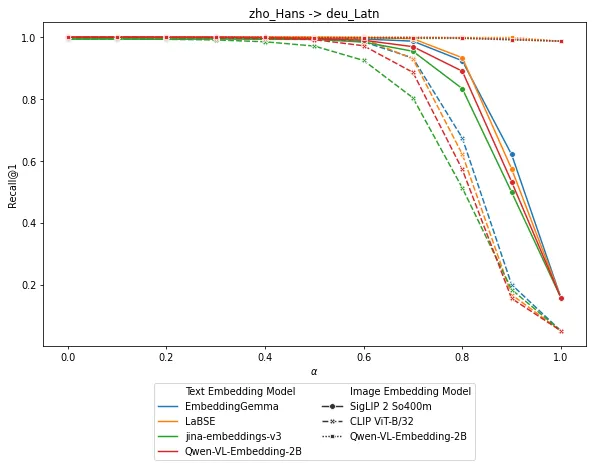 zho_Hans -> deu_Latn
Recall@1
1.0
0.8
0.6
0.4
0.2
0.0 0.2 0.4 0.6 0.8 1.0
α
Text Embedding Model
EmbeddingGemma
LaBSE
jina-embeddings-v3
Qwen-VL-Embedding-2B
Image Embedding Model
SigLIP 2 So400m
CLIP ViT-B/32
Qwen-VL-Embedding-2B